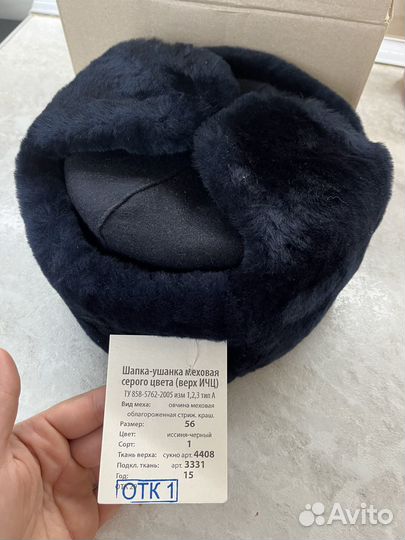 Шапка-ушанка меховая
серого цвета (верх ИЧЦ)
ТУ 858-5762-2005 изм 1,2,3 тип А
Вид меха: овчина меховая
облагороженная стриж. краш.
Размер: 56
Цвет: иссиня-черный
Сорт: 1
Ткань верха: сукно арт. 4408
Подкл. ткань: арт. 3331
Год: 15
ОТК 1
Avito